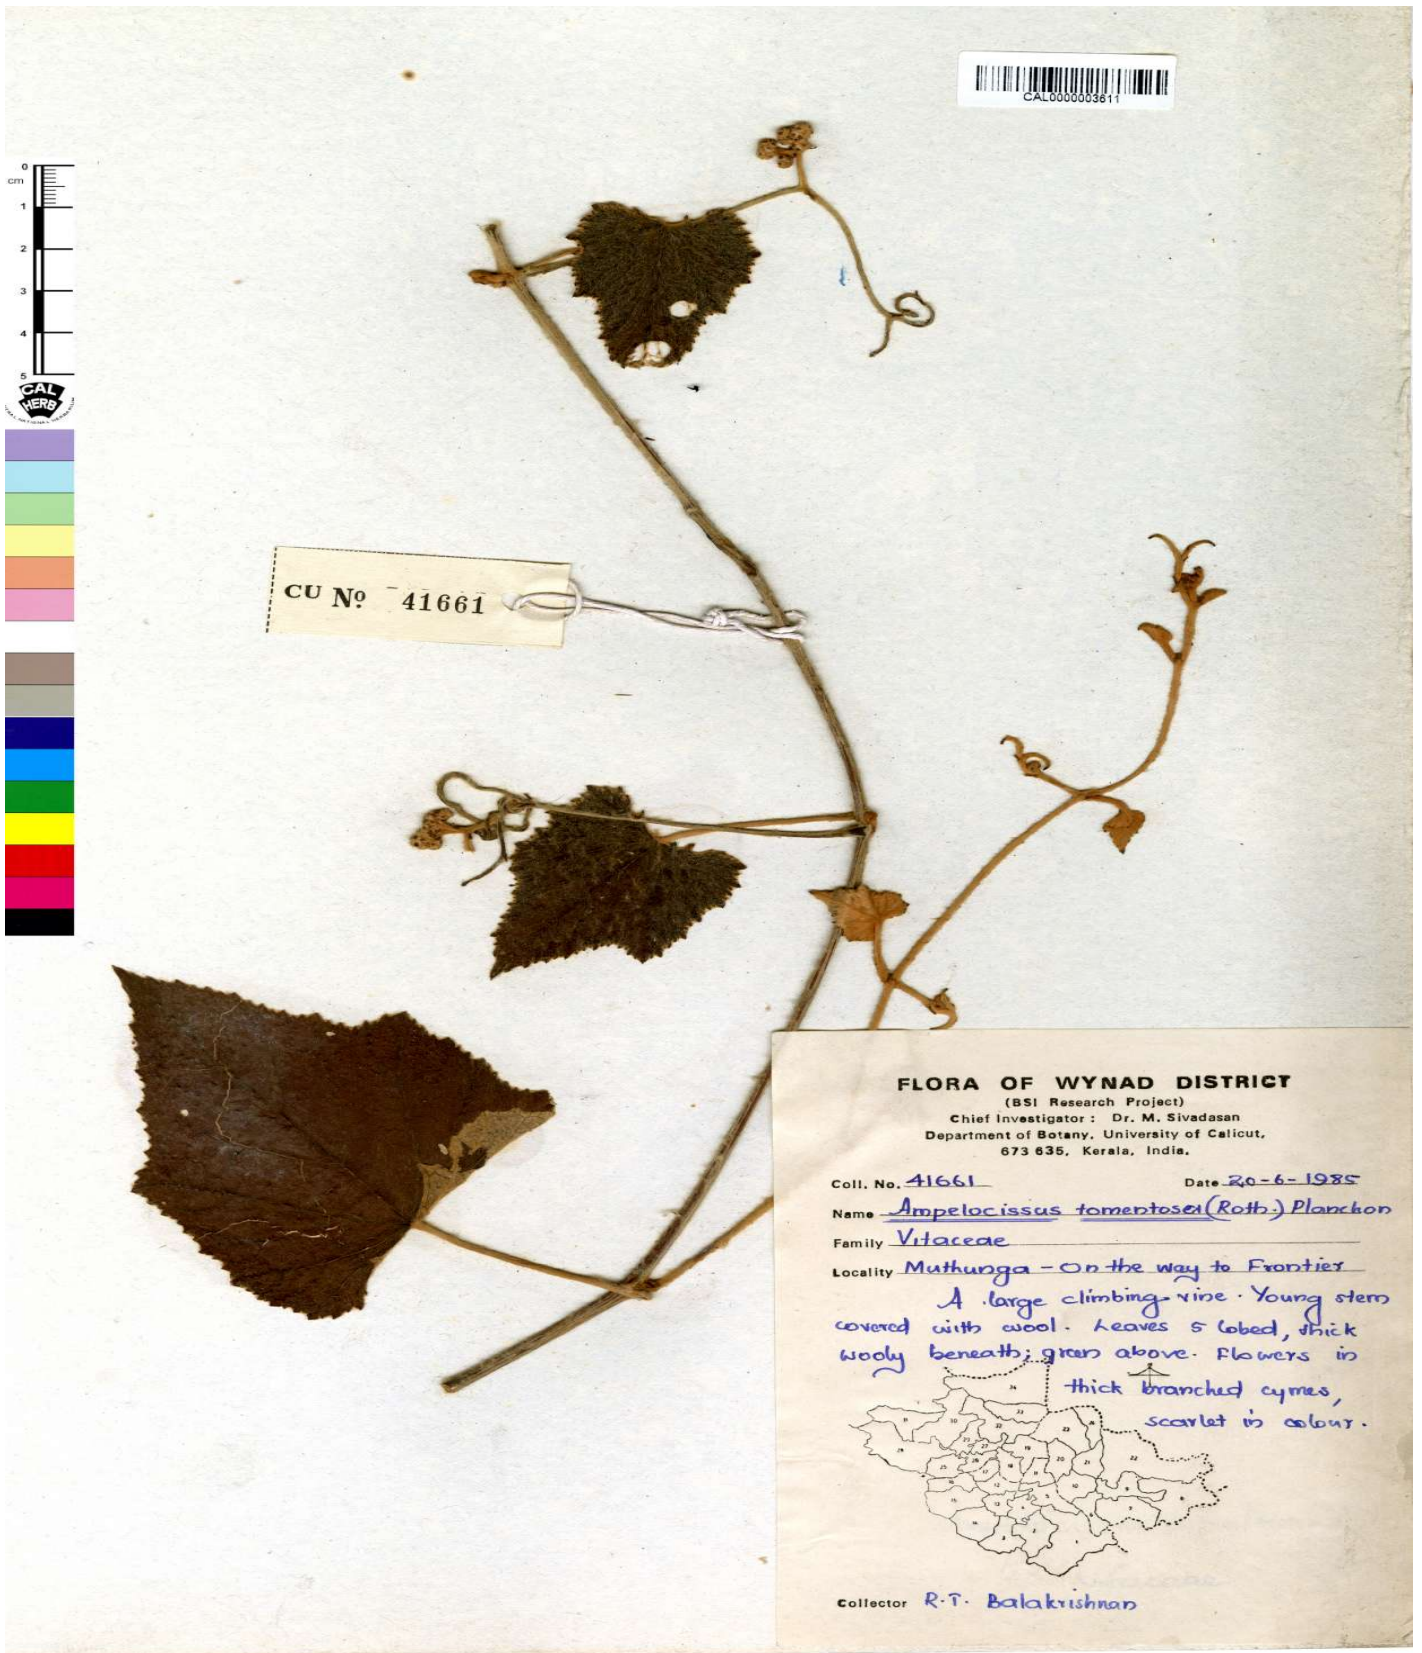 CAL0000003611
0
cm
1
2
3
4
5
CAL
HERB
CU Nº 41661
FLORA OF WYNAD DISTRICT
(BSI Research Project)
Chief Investigator : Dr. M. Sivadasan
Department of Botany, University of Calicut,
673 635, Kerala, India.
Coll. No. 41661 Date 20-6-1985
Name Ampelocissus tomentosa (Roth.) Planchon
Family Vitaceae
Locality Muthunga - On the way to Frontier
A large climbing vine. Young stem
covered with wool. Leaves 5 lobed, thick
wooly beneath; green above. Flowers in
thick branched cymes,
scarlet in colour.
Collector R.T. Balakrishnan